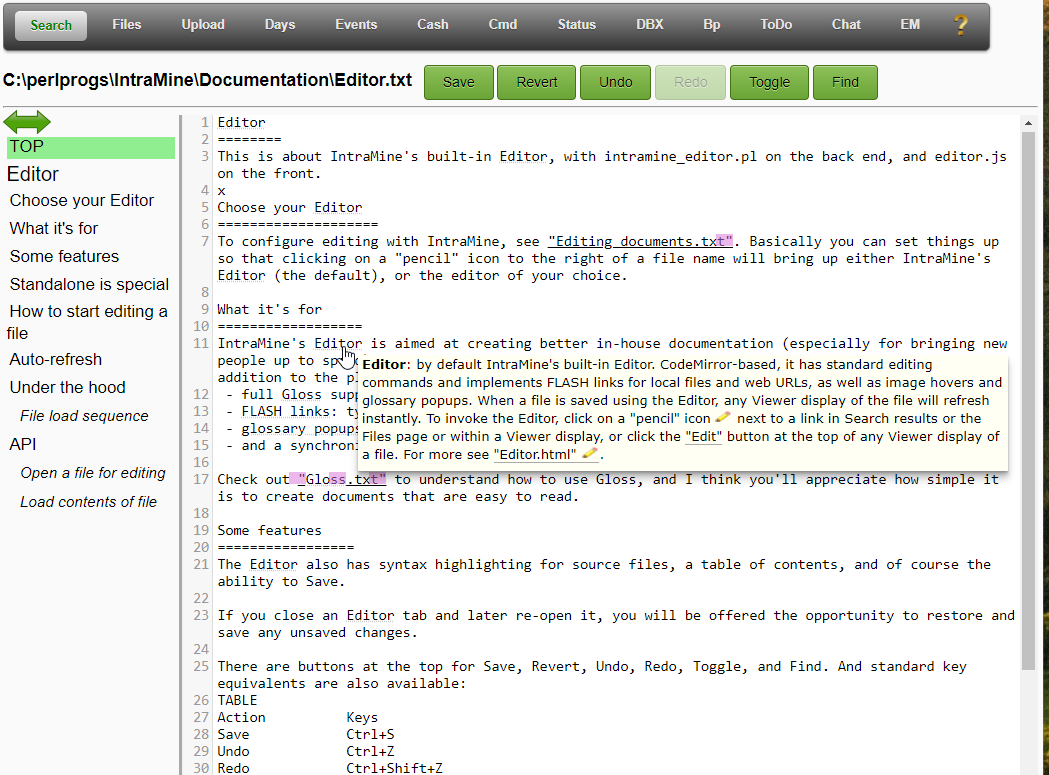 Search Files Upload Days Events Cash Cmd Status DBX Bp ToDo Chat EM ?
C:\perlprogs\IntraMine\Documentation\Editor.txt Save Revert Undo Redo Toggle Find
TOP
Editor
Choose your Editor
What it's for
Some features
Standalone is special
How to start editing a
file
Auto-refresh
Under the hood
File load sequence
API
Open a file for editing
Load contents of file
1 Editor
2 ========
3 This is about IntraMine's built-in Editor, with intramine_editor.pl on the back end, and editor.js
on the front.
4 x
5 Choose your Editor
6 ====================
7 To configure editing with IntraMine, see "Editing documents.txt". Basically you can set things up
so that clicking on a "pencil" icon to the right of a file name will bring up either IntraMine's
Editor (the default), or the editor of your choice.
8
9 What it's for
10 ==================
11 IntraMine's Editor is aimed at creating better in-house documentation (especially for bringing new
people up to sp
addition to the p
12 - full Gloss sup
13 - FLASH links: ty
14 - glossary popups
15 - and a synchroni
Editor: by default IntraMine's built-in Editor. CodeMirror-based, it has standard editing
commands and implements FLASH links for local files and web URLs, as well as image hovers and
glossary popups. When a file is saved using the Editor, any Viewer display of the file will refresh
instantly. To invoke the Editor, click on a "pencil" icon next to a link in Search results or the
Files page or within a Viewer display, or click the "Edit" button at the top of any Viewer display of
a file. For more see "Editor.html" .
16
17 Check out "Gloss.txt" to understand how to use Gloss, and I think you'll appreciate how simple it
is to create documents that are easy to read.
18
19 Some features
20 =================
21 The Editor also has syntax highlighting for source files, a table of contents, and of course the
ability to Save.
22
23 If you close an Editor tab and later re-open it, you will be offered the opportunity to restore and
save any unsaved changes.
24
25 There are buttons at the top for Save, Revert, Undo, Redo, Toggle, and Find. And standard key
equivalents are also available:
26 TABLE
27 Action Keys
28 Save Ctrl+S
29 Undo Ctrl+Z
30 Redo Ctrl+Shift+Z